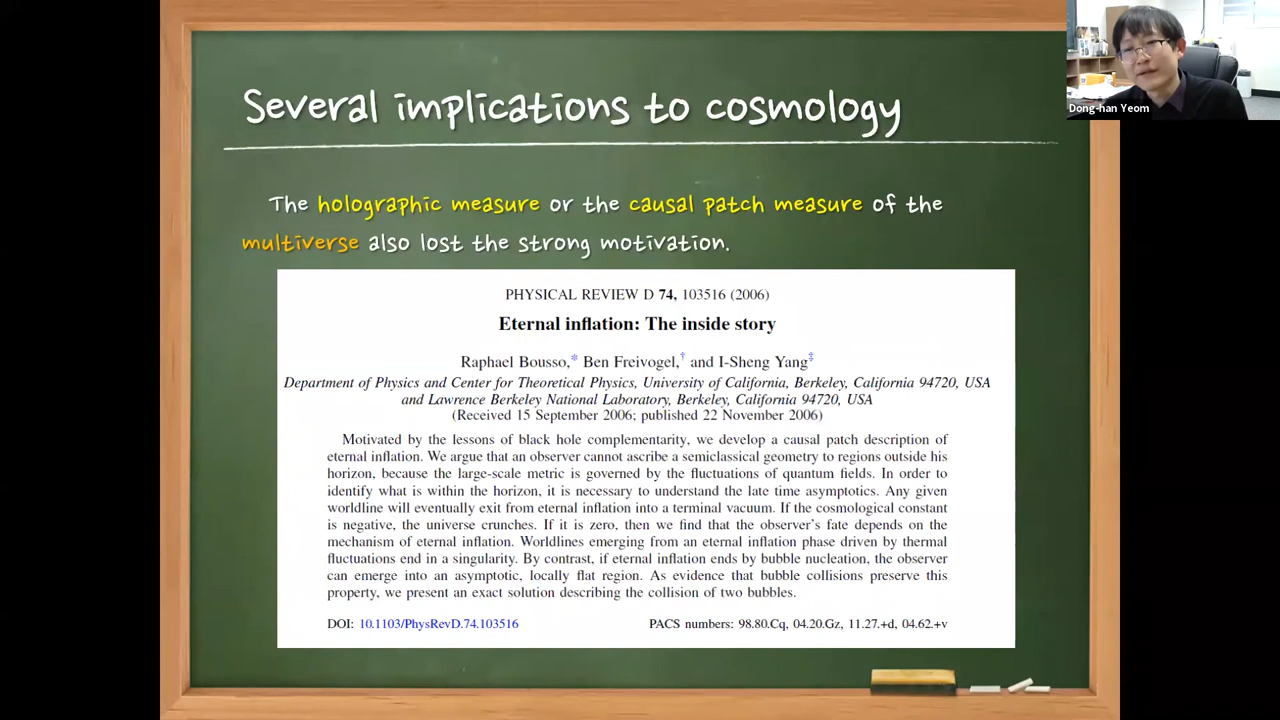 Several implications to cosmology
Dong-han Yeom
The holographic measure or the causal patch measure of the
multiverse also lost the strong motivation.
PHYSICAL REVIEW D 74, 103516 (2006)
Eternal inflation: The inside story
Raphael Bousso,* Ben Freivogel,† and I-Sheng Yang‡
Department of Physics and Center for Theoretical Physics, University of California, Berkeley, California 94720, USA
and Lawrence Berkeley National Laboratory, Berkeley, California 94720, USA
(Received 15 September 2006; published 22 November 2006)
Motivated by the lessons of black hole complementarity, we develop a causal patch description of
eternal inflation. We argue that an observer cannot ascribe a semiclassical geometry to regions outside his
horizon, because the large-scale metric is governed by the fluctuations of quantum fields. In order to
identify what is within the horizon, it is necessary to understand the late time asymptotics. Any given
worldline will eventually exit from eternal inflation into a terminal vacuum. If the cosmological constant
is negative, the universe crunches. If it is zero, then we find that the observer's fate depends on the
mechanism of eternal inflation. Worldlines emerging from an eternal inflation phase driven by thermal
fluctuations end in a singularity. By contrast, if eternal inflation ends by bubble nucleation, the observer
can emerge into an asymptotic, locally flat region. As evidence that bubble collisions preserve this
property, we present an exact solution describing the collision of two bubbles.
DOI: 10.1103/PhysRevD.74.103516 PACS numbers: 98.80.Cq, 04.20.Gz, 11.27.+d, 04.62.+v